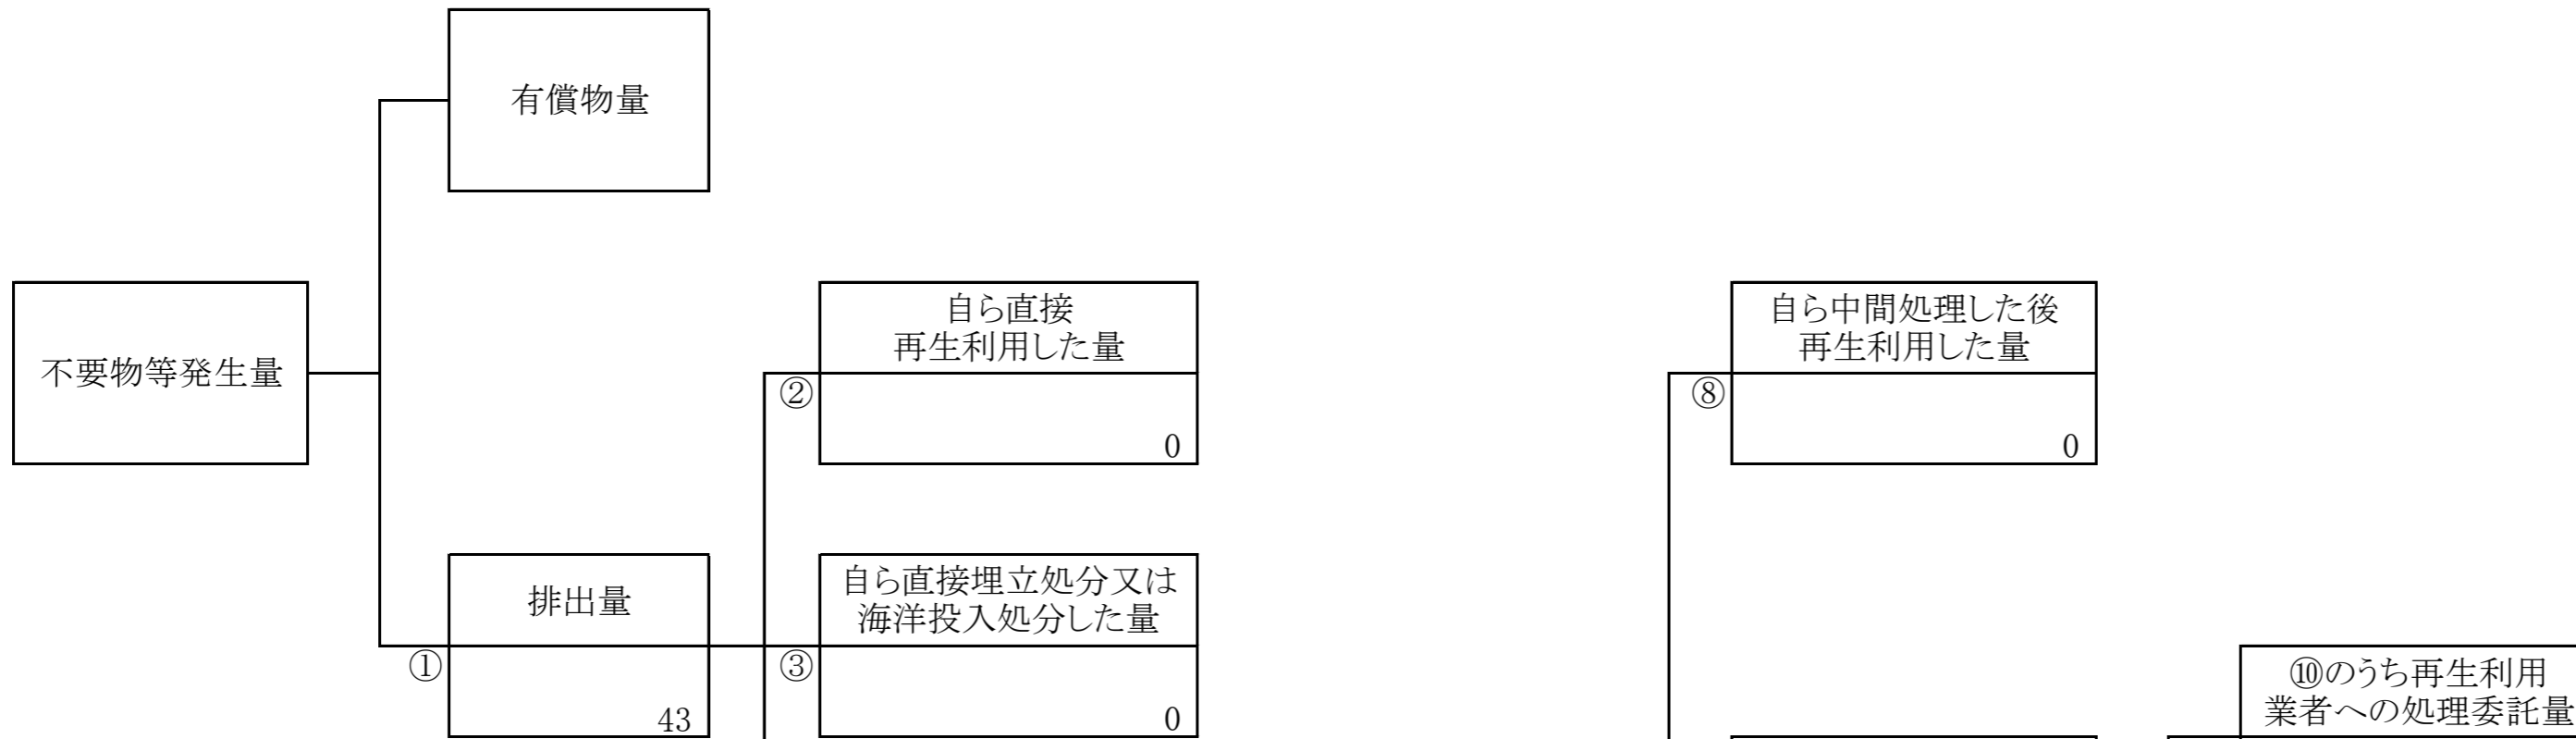 有償物量
不要物等発生量
自ら直接
再生利用した量
②
0
自ら中間処理した後
再生利用した量
⑧
0
排出量
①
43
自ら直接埋立処分又は
海洋投入処分した量
③
0
⑩のうち再生利用
業者への処理委託量